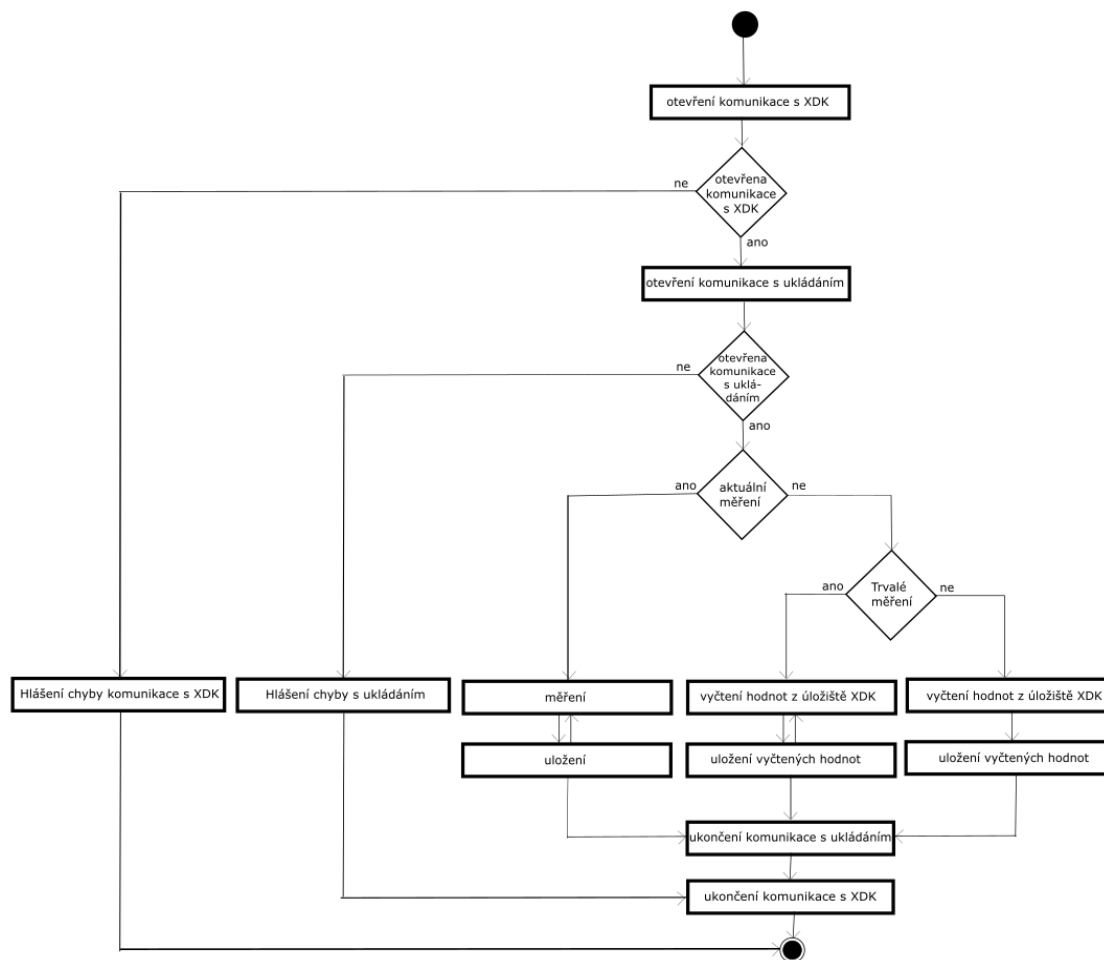 otevření komunikace s XDK
otevřena
komunikace
s XDK
ne
ano
otevření komunikace s ukládáním
otevřena
komunikace
s uklá-
dáním
ne
ano
aktuální
měření
ano
ne
Trvalé
měření
ano
ne
Hlášení chyby komunikace s XDK
Hlášení chyby s ukládáním
měření
vyčtení hodnot z úložiště XDK
vyčtení hodnot z úložiště XDK
uložení
uložení vyčtených hodnot
uložení vyčtených hodnot
ukončení komunikace s ukládáním
ukončení komunikace s XDK